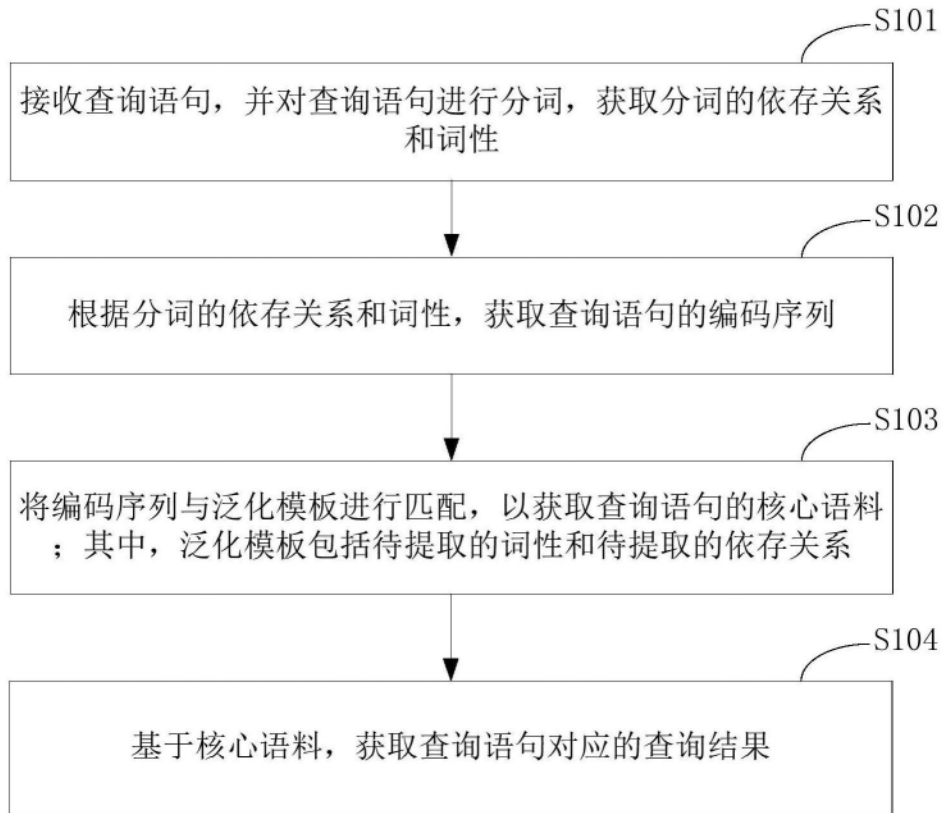 S101
接收查询语句，并对查询语句进行分词，获取分词的依存关系
和词性
S102
根据分词的依存关系和词性，获取查询语句的编码序列
S103
将编码序列与泛化模板进行匹配，以获取查询语句的核心语料
；其中，泛化模板包括待提取的词性和待提取的依存关系
S104
基于核心语料，获取查询语句对应的查询结果